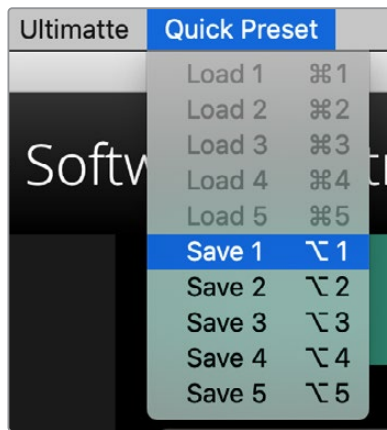 Ultimatte Quick Preset
Load 1 ⌘1
Load 2 ⌘2
Load 3 ⌘3
Load 4 ⌘4
Load 5 ⌘5
Save 1 ⌥1
Save 2 ⌥2
Save 3 ⌥3
Save 4 ⌥4
Save 5 ⌥5